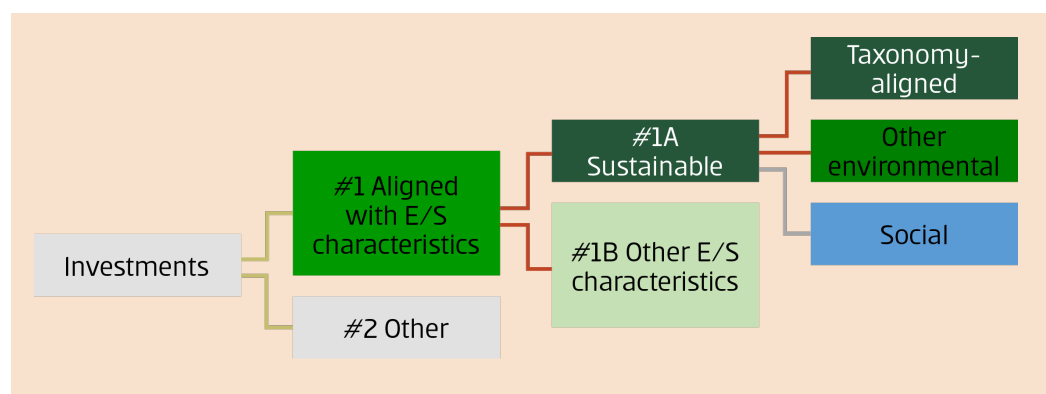 Investments
#1 Aligned
with E/S
characteristics
#2 Other
#1A
Sustainable
#1B Other E/S
characteristics
Taxonomy-
aligned
Other
environmental
Social